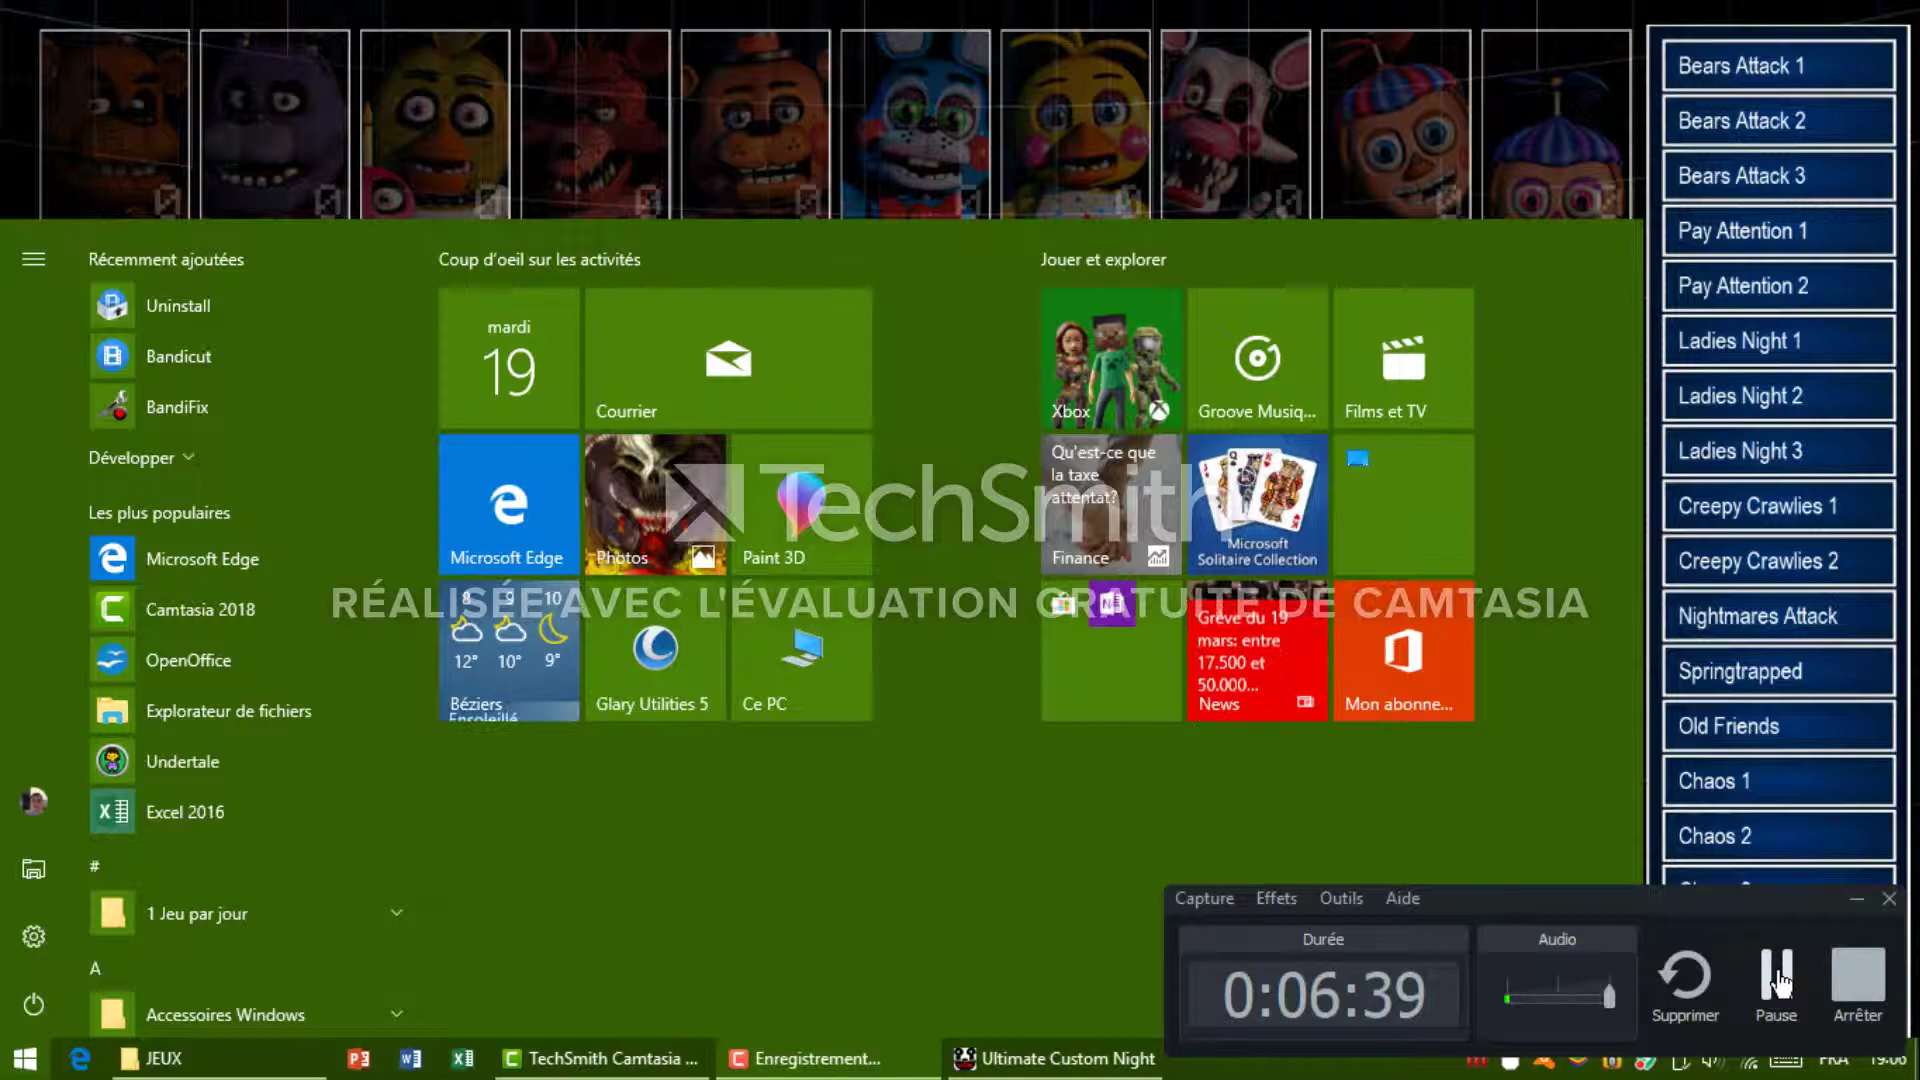 Bears Attack 1
Bears Attack 2
Bears Attack 3
Pay Attention 1
Pay Attention 2
Ladies Night 1
Ladies Night 2
Ladies Night 3
Creepy Crawlies 1
Creepy Crawlies 2
Nightmares Attack
Springtrapped
Old Friends
Chaos 1
Chaos 2
Récemment ajoutées
Uninstall
Bandicut
BandiFix
Développer
Les plus populaires
Microsoft Edge
Camtasia 2018
OpenOffice
Explorateur de fichiers
Undertale
Excel 2016
#
1 Jeu par jour
A
Accessoires Windows
Coup d'oeil sur les activités
mardi
19
Courrier
Microsoft Edge
Photos
Paint 3D
8 9 10
12° 10° 9°
Béziers
Ensoleillé
Glary Utilities 5
Ce PC
Jouer et explorer
Xbox
Groove Musiq...
Films et TV
Qu'est-ce que
la taxe
attentat?
Finance
Microsoft
Solitaire Collection
Grève du 19
mars: entre
17.500 et
50.000...
News
Mon abonne...
TechSmith
RÉALISÉE AVEC L'ÉVALUATION GRATUITE DE CAMTASIA
Capture Effets Outils Aide
Durée
0:06:39
Audio
Supprimer
Pause
Arrêter
JEUX
TechSmith Camtasia ...
Enregistrement...
Ultimate Custom Night
FRA